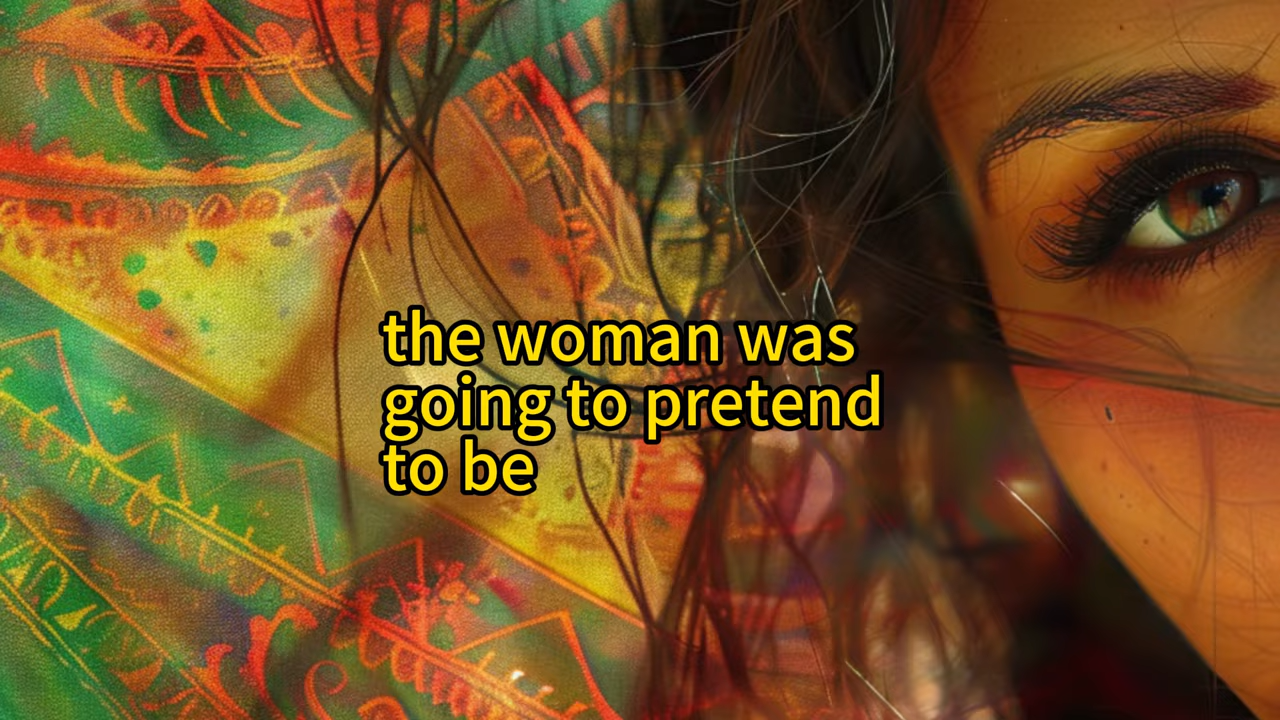 the woman was
going to pretend
to be